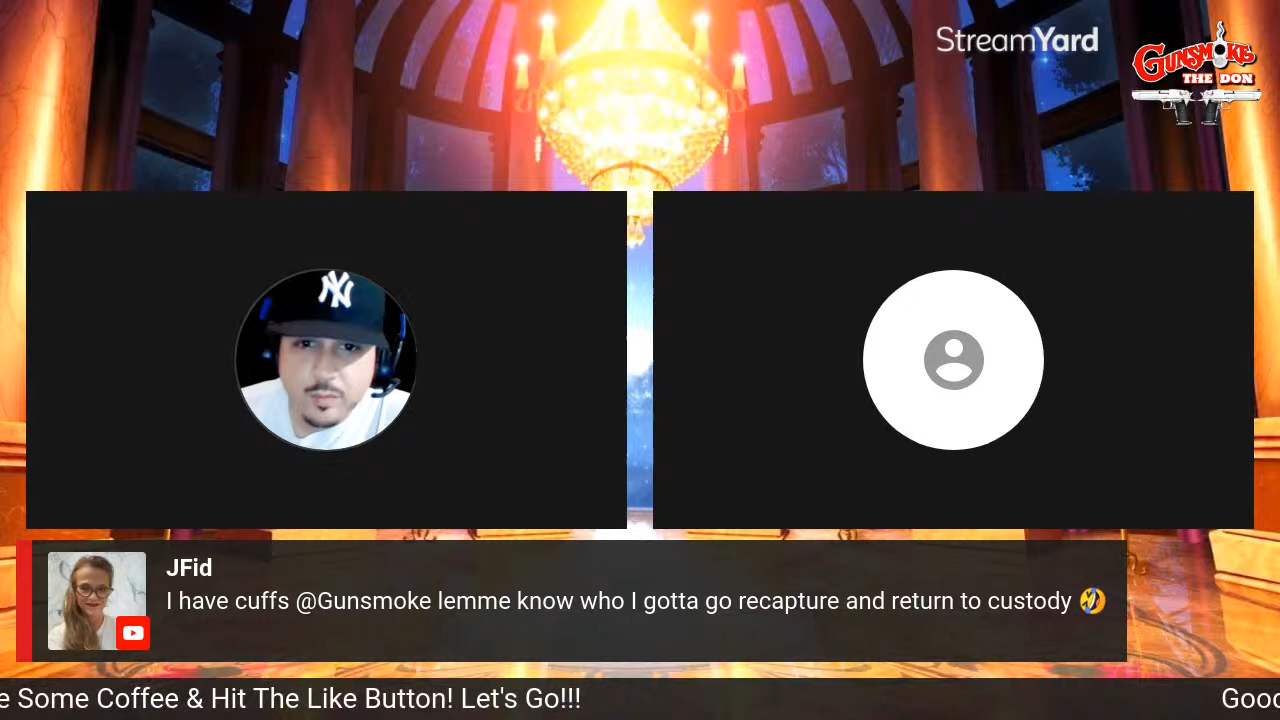 StreamYard
GUNSMOKE
THE DON
NY
JFid
I have cuffs @Gunsmoke lemme know who I gotta go recapture and return to custody 🤣
e Some Coffee & Hit The Like Button! Let's Go!!!
Good